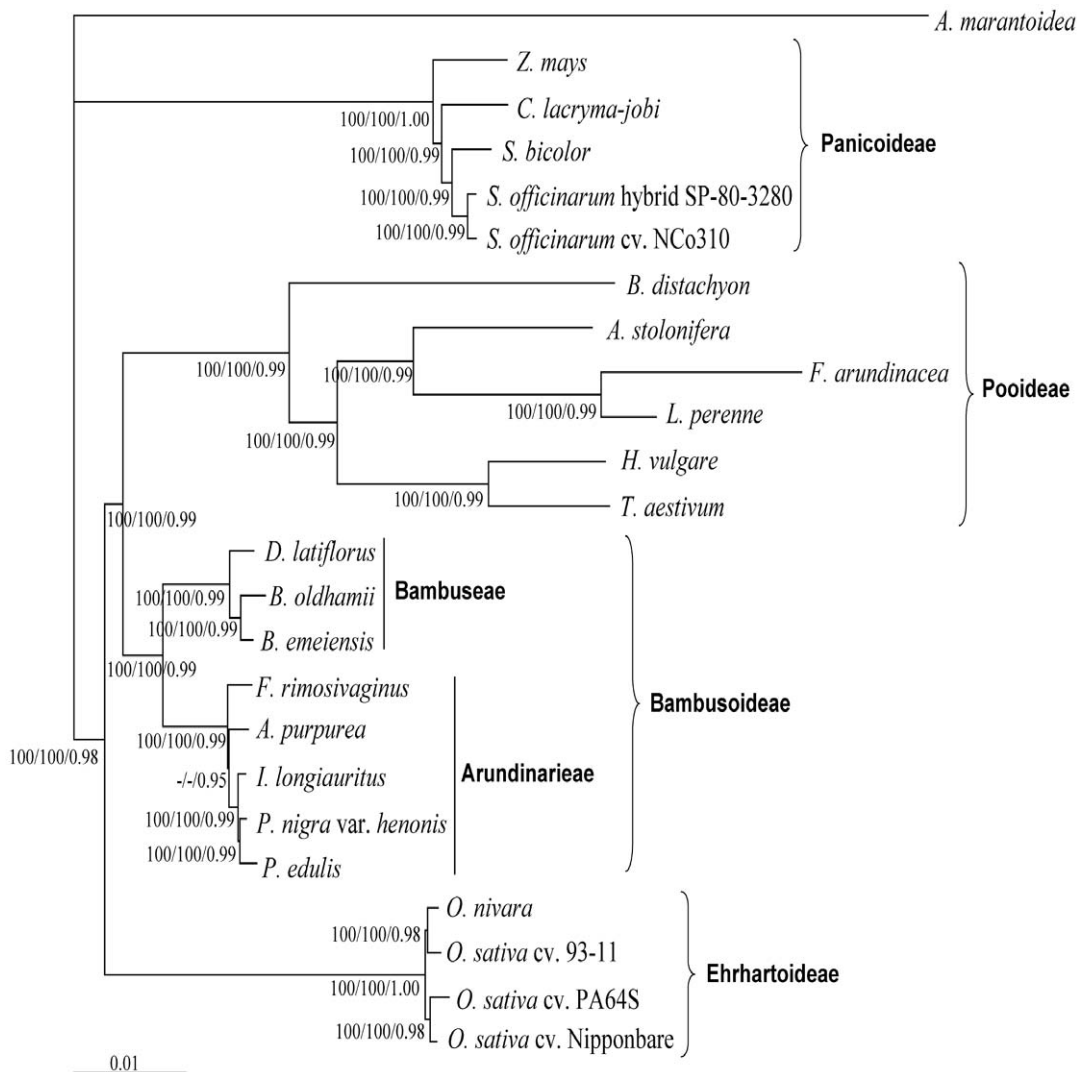 A. marantoidea
Z. mays
C. lacryma-jobi
100/100/1.00
Panicoideae
S. bicolor
100/100/0.99
S. officinarum hybrid SP-80-3280
100/100/0.99
S. officinarum cv. NCo310
100/100/0.99
B. distachyon
A. stolonifera
100/100/0.99
100/100/0.99
F. arundinacea
Pooideae
L. perenne
100/100/0.99
100/100/0.99
H. vulgare
100/100/0.99
T. aestivum
100/100/0.99
D. latiflorus
100/100/0.99
B. oldhamii
Bambuseae
100/100/0.99
B. emeiensis
100/100/0.99
F. rimosivaginus
Bambusoideae
A. purpurea
100/100/0.99
100/100/0.98
I. longiauritus
Arundinarieae
-/-/0.95
P. nigra var. henonis
100/100/0.99
100/100/0.99
P. edulis
O. nivara
100/100/0.98
O. sativa cv. 93-11
Ehrhartoideae
100/100/1.00
O. sativa cv. PA64S
100/100/0.98
O. sativa cv. Nipponbare
0.01